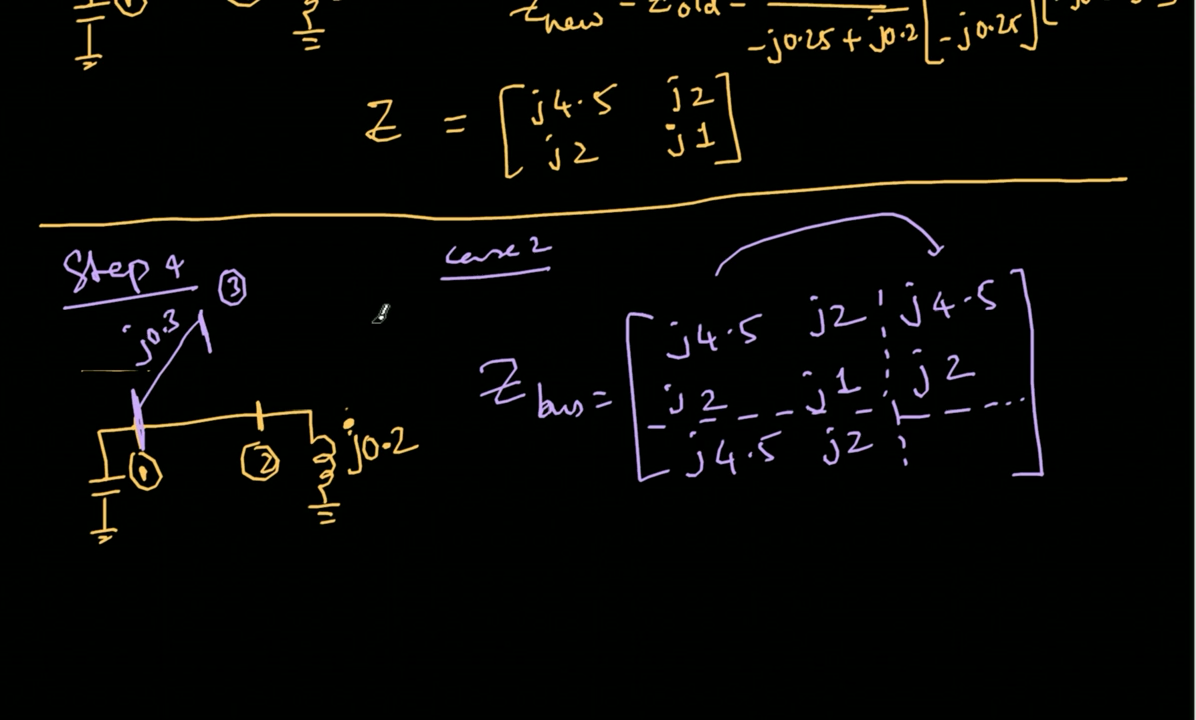 ①
Znew = Zold -
-j0.25 + j0.2 [-j0.25]
Z = [j4.5 j2
j2 j1]
Step 4
case 2
③
j0.3
① ② j0.2
Zbus = [j4.5 j2 j4.5
j2 j1 j2
j4.5 j2 ]